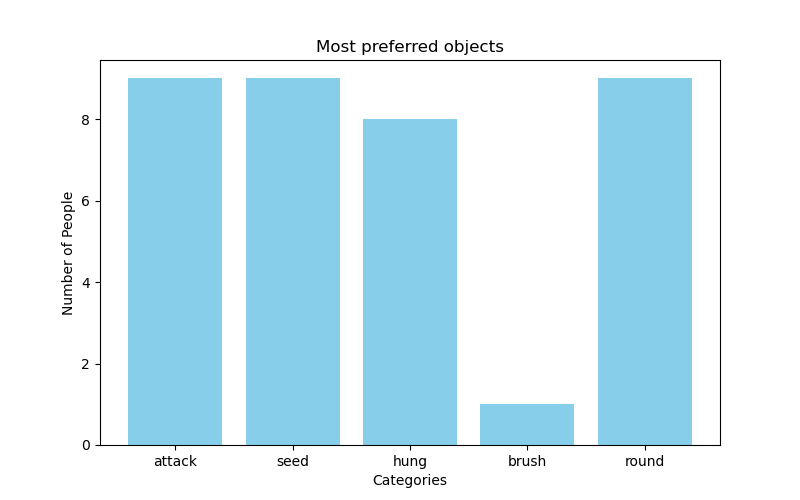 Most preferred objects
Number of People
8
6
4
2
0
attack seed hung brush round
Categories